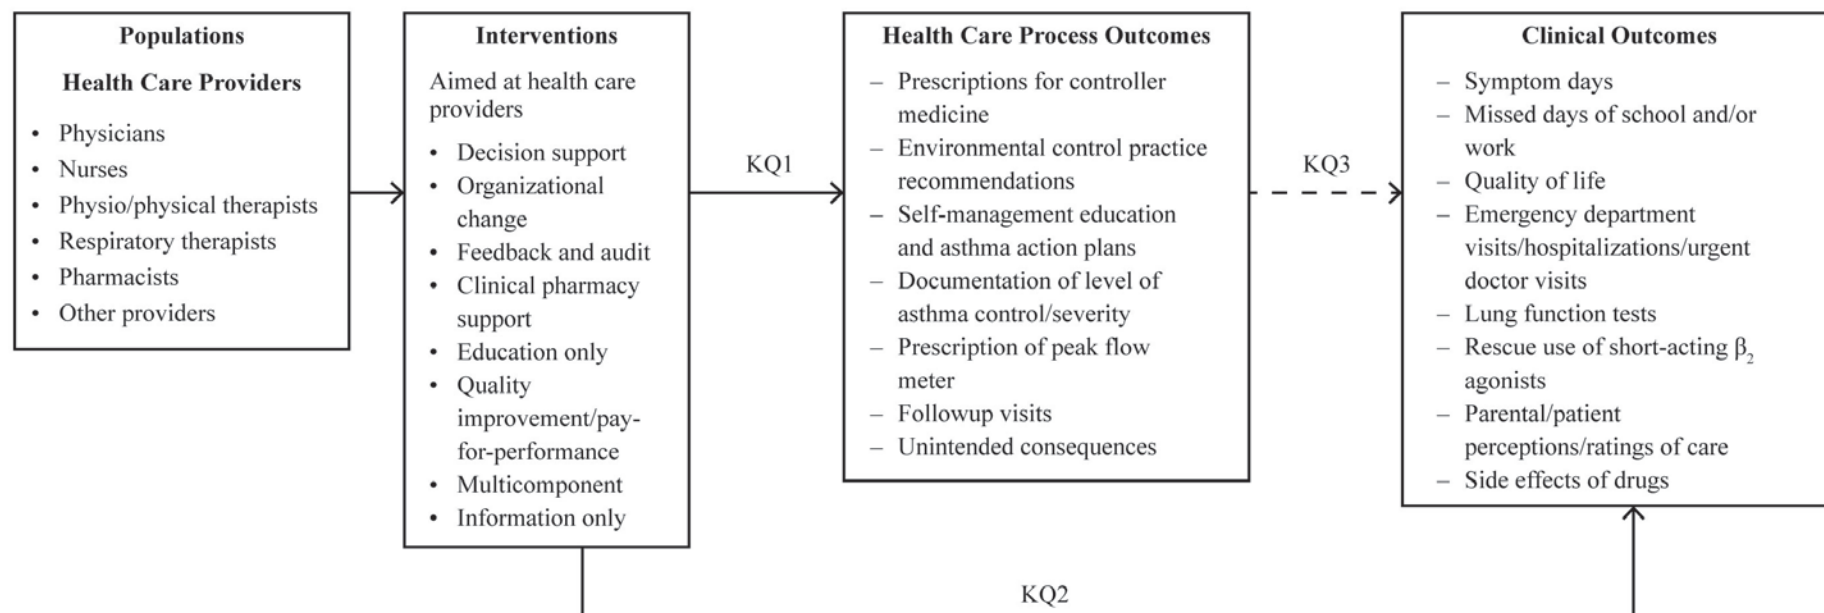 Populations
Health Care Providers
• Physicians
• Nurses
• Physio/physical therapists
• Respiratory therapists
• Pharmacists
• Other providers
Interventions
Aimed at health care
providers
• Decision support
• Organizational
change
• Feedback and audit
• Clinical pharmacy
support
• Education only
• Quality
improvement/pay-
for-performance
• Multicomponent
• Information only
KQ1
Health Care Process Outcomes
– Prescriptions for controller
medicine
– Environmental control practice
recommendations
– Self-management education
and asthma action plans
– Documentation of level of
asthma control/severity
– Prescription of peak flow
meter
– Followup visits
– Unintended consequences
KQ3
Clinical Outcomes
– Symptom days
– Missed days of school and/or
work
– Quality of life
– Emergency department
visits/hospitalizations/urgent
doctor visits
– Lung function tests
– Rescue use of short-acting β₂
agonists
– Parental/patient
perceptions/ratings of care
– Side effects of drugs
KQ2